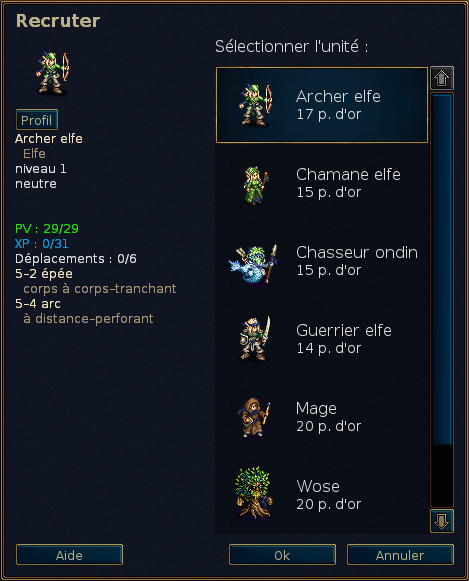 Recruter
Sélectionner l'unité :
Profil
Archer elfe
Elfe
niveau 1
neutre
PV : 29/29
XP : 0/31
Déplacements : 0/6
5–2 épée
corps à corps–tranchant
5–4 arc
à distance–perforant
Archer elfe
17 p. d'or
Chamane elfe
15 p. d'or
Chasseur ondin
15 p. d'or
Guerrier elfe
14 p. d'or
Mage
20 p. d'or
Wose
20 p. d'or
Aide
Ok
Annuler